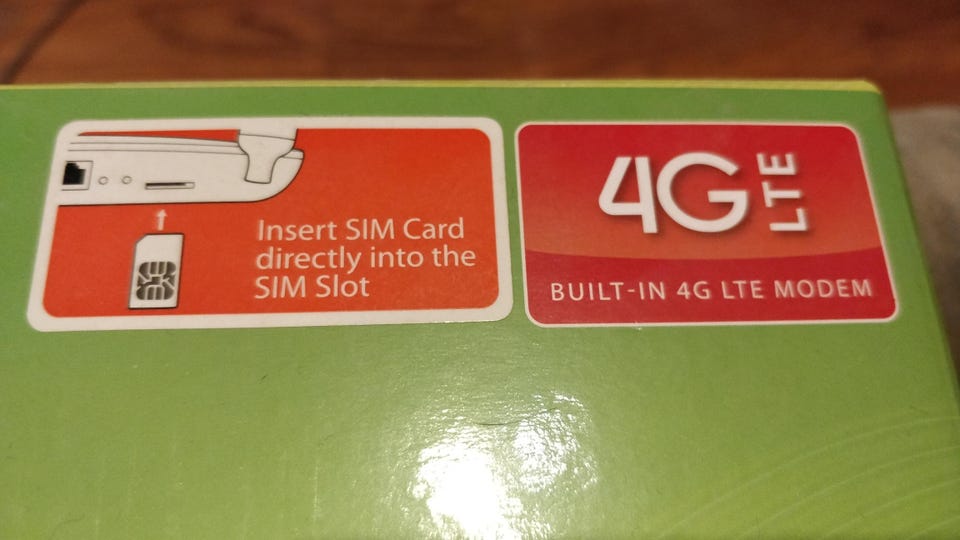 Insert SIM Card
directly into the
SIM Slot
4G LTE
BUILT-IN 4G LTE MODEM